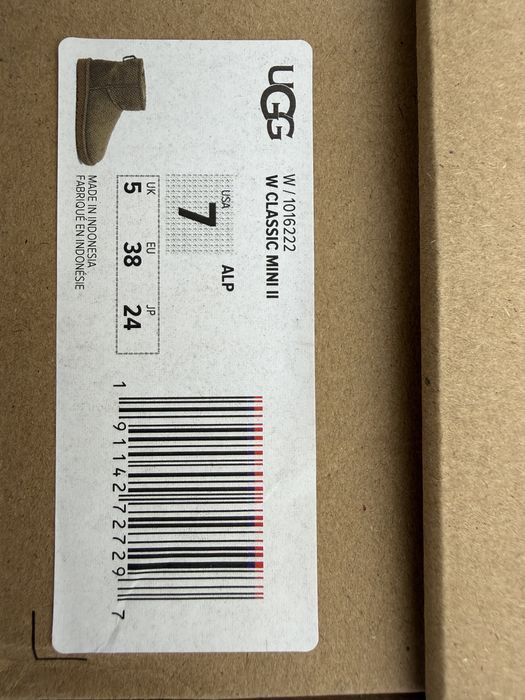 UGG
W / 1016222
W CLASSIC MINI II
USA
7
ALP
UK EU JP
5 38 24
MADE IN INDONESIA
FABRIQUÉ EN INDONÉSIE
1 91142 72729 7